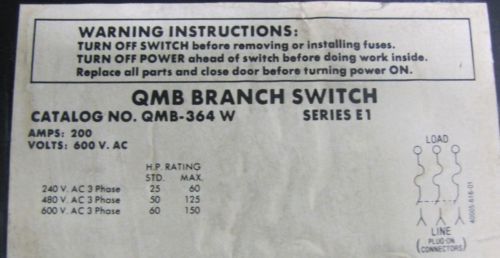 WARNING INSTRUCTIONS:
TURN OFF SWITCH before removing or installing fuses.
TURN OFF POWER ahead of switch before doing work inside.
Replace all parts and close door before turning power ON.
QMB BRANCH SWITCH
CATALOG NO. QMB-364 W SERIES E1
AMPS: 200
VOLTS: 600 V. AC
H.P. RATING
STD. MAX.
240 V. AC 3 Phase 25 60
480 V. AC 3 Phase 50 125
600 V. AC 3 Phase 60 150
LOAD
LINE
(PLUG-ON
CONNECTORS)
40005-616-01